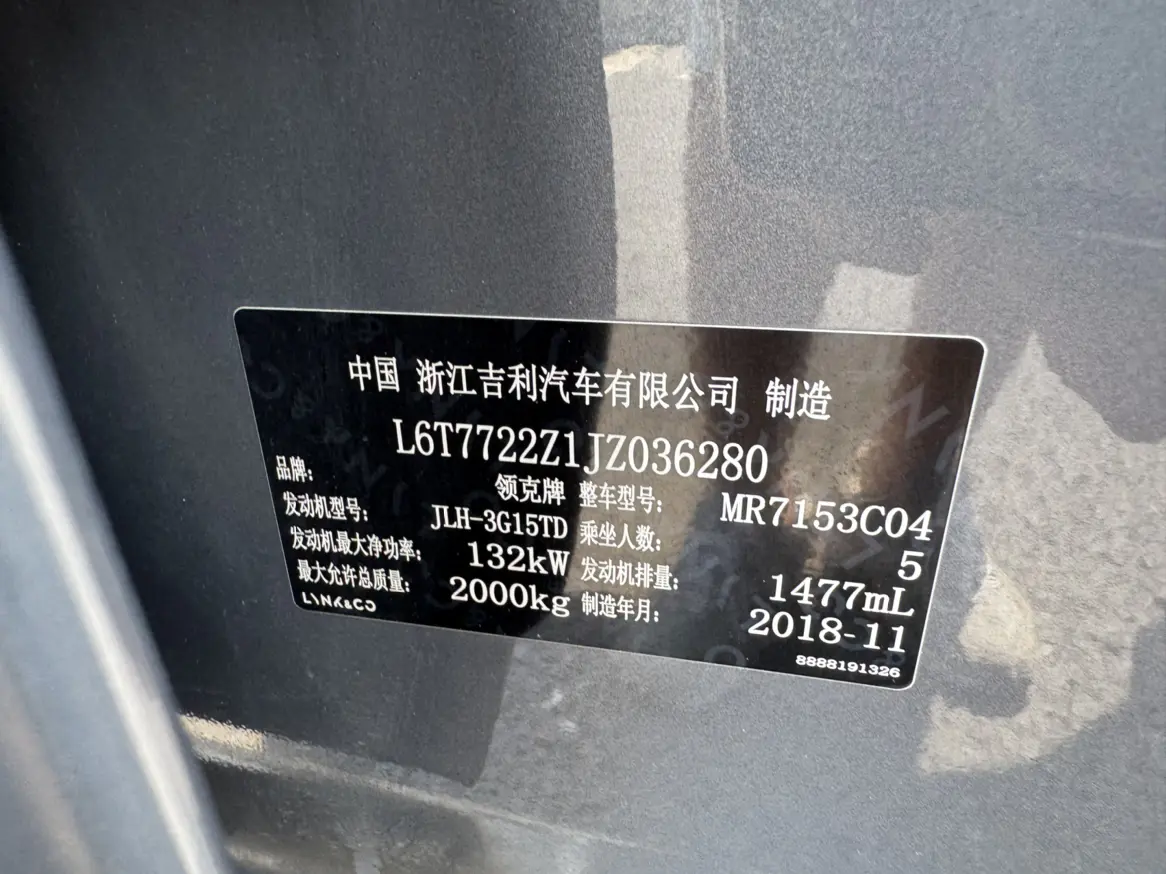 中国 浙江吉利汽车有限公司 制造
L6T7722Z1JZ036280
品牌: 领克牌 整车型号: MR7153C04
发动机型号: JLH-3G15TD 乘坐人数: 5
发动机最大净功率: 132kW 发动机排量: 1477mL
最大允许总质量: 2000kg 制造年月: 2018-11
LYNK&CO
8888191326